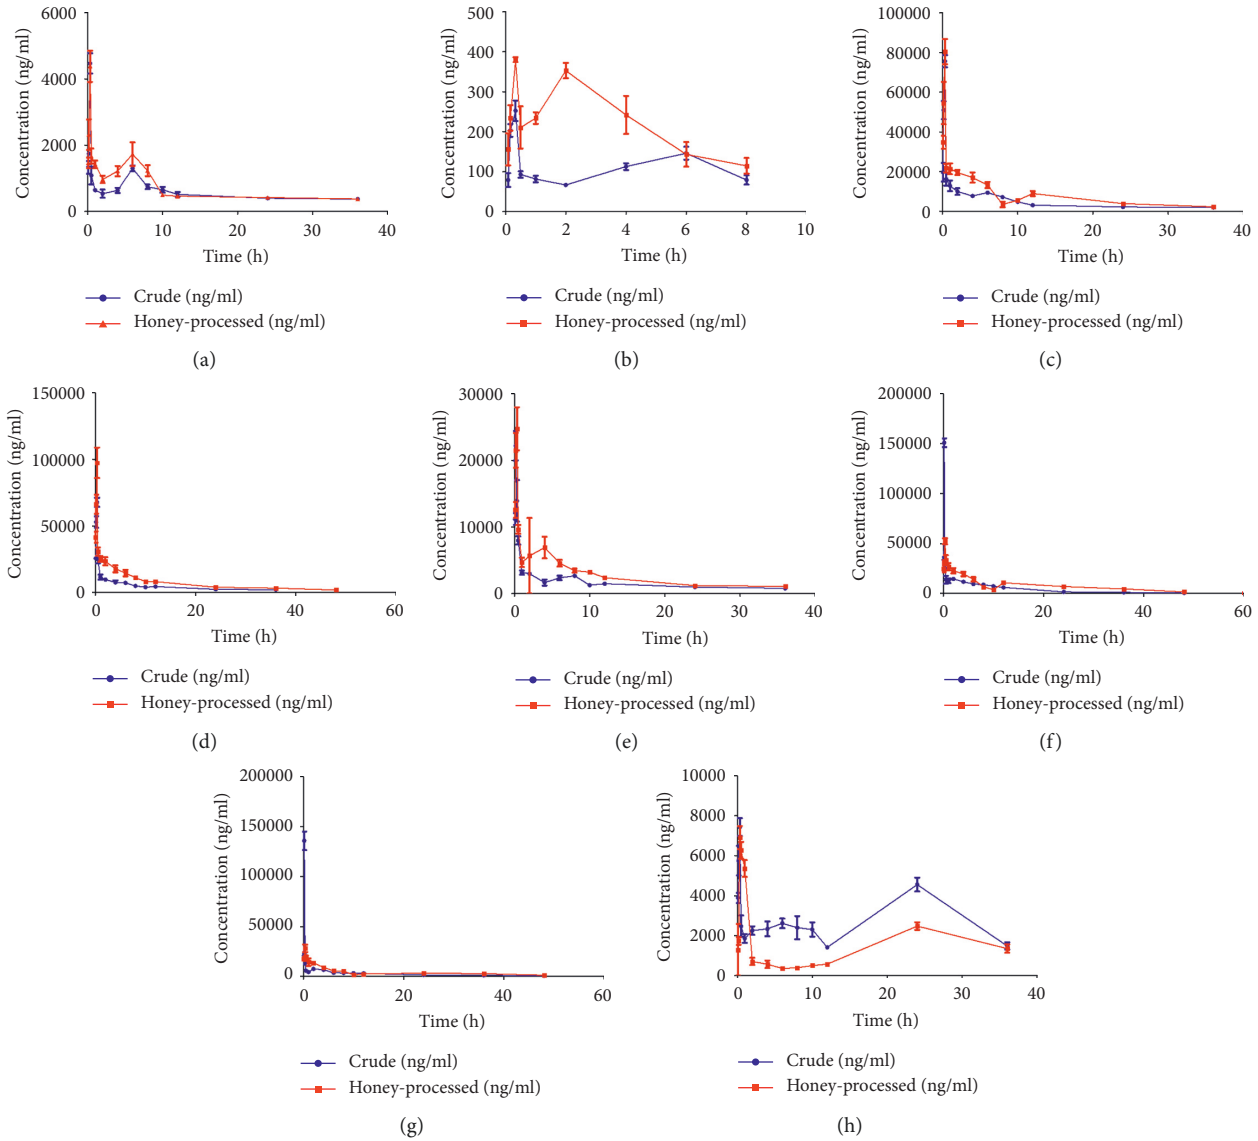 Concentration (ng/ml)
6000
4000
2000
0
0 10 20 30 40
Time (h)
Crude (ng/ml)
Honey-processed (ng/ml)
(a)
Concentration (ng/ml)
500
400
300
200
100
0
0 2 4 6 8 10
Time (h)
Crude (ng/ml)
Honey-processed (ng/ml)
(b)
Concentration (ng/ml)
100000
80000
60000
40000
20000
0
0 10 20 30 40
Time (h)
Crude (ng/ml)
Honey-processed (ng/ml)
(c)
Concentration (ng/ml)
150000
100000
50000
0
0 20 40 60
Time (h)
Crude (ng/ml)
Honey-processed (ng/ml)
(d)
Concentration (ng/ml)
30000
20000
10000
0
0 10 20 30 40
Time (h)
Crude (ng/ml)
Honey-processed (ng/ml)
(e)
Concentration (ng/ml)
200000
150000
100000
50000
0
0 20 40 60
Time (h)
Crude (ng/ml)
Honey-processed (ng/ml)
(f)
Concentration (ng/ml)
200000
150000
100000
50000
0
0 20 40 60
Time (h)
Crude (ng/ml)
Honey-processed (ng/ml)
(g)
Concentration (ng/ml)
10000
8000
6000
4000
2000
0
0 10 20 30 40
Time (h)
Crude (ng/ml)
Honey-processed (ng/ml)
(h)